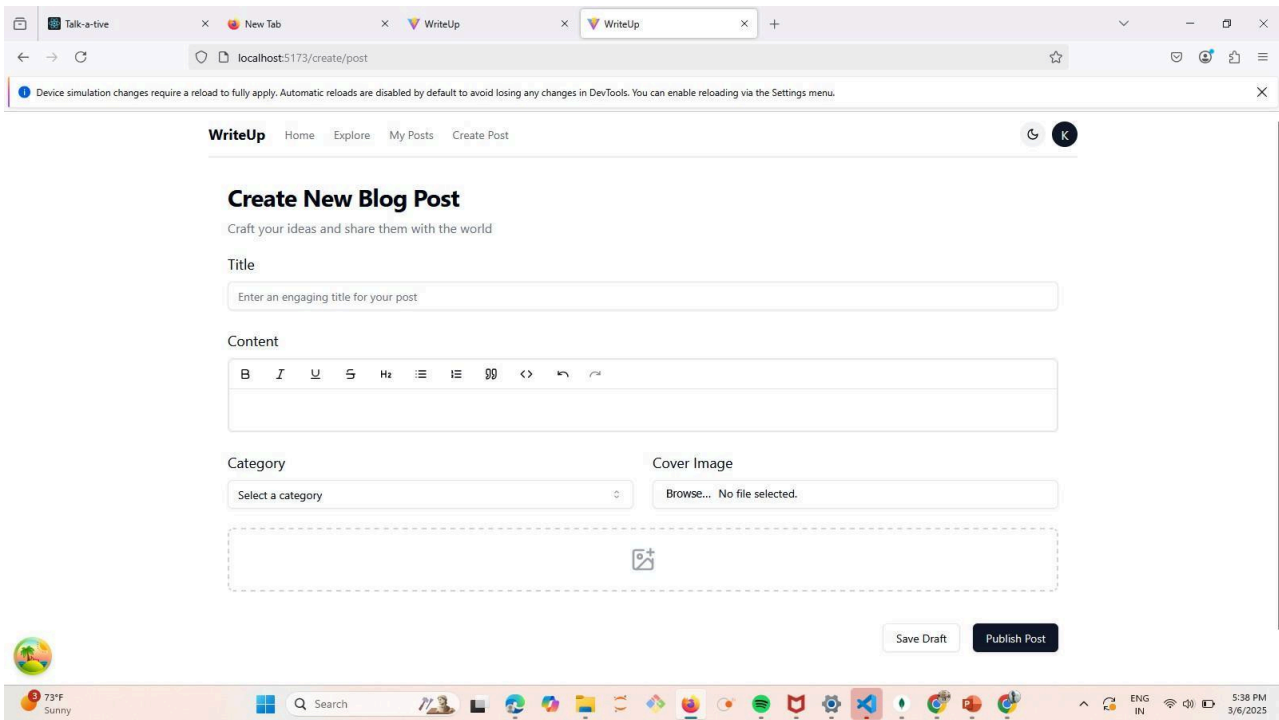 Talk-a-tive New Tab WriteUp WriteUp
localhost:5173/create/post
Device simulation changes require a reload to fully apply. Automatic reloads are disabled by default to avoid losing any changes in DevTools. You can enable reloading via the Settings menu.
WriteUp Home Explore My Posts Create Post K
Create New Blog Post
Craft your ideas and share them with the world
Title
Enter an engaging title for your post
Content
B I U S H2
Category Cover Image
Select a category Browse... No file selected.
Save Draft Publish Post
3 73°F Search ENG 5:38 PM
Sunny IN 3/6/2025